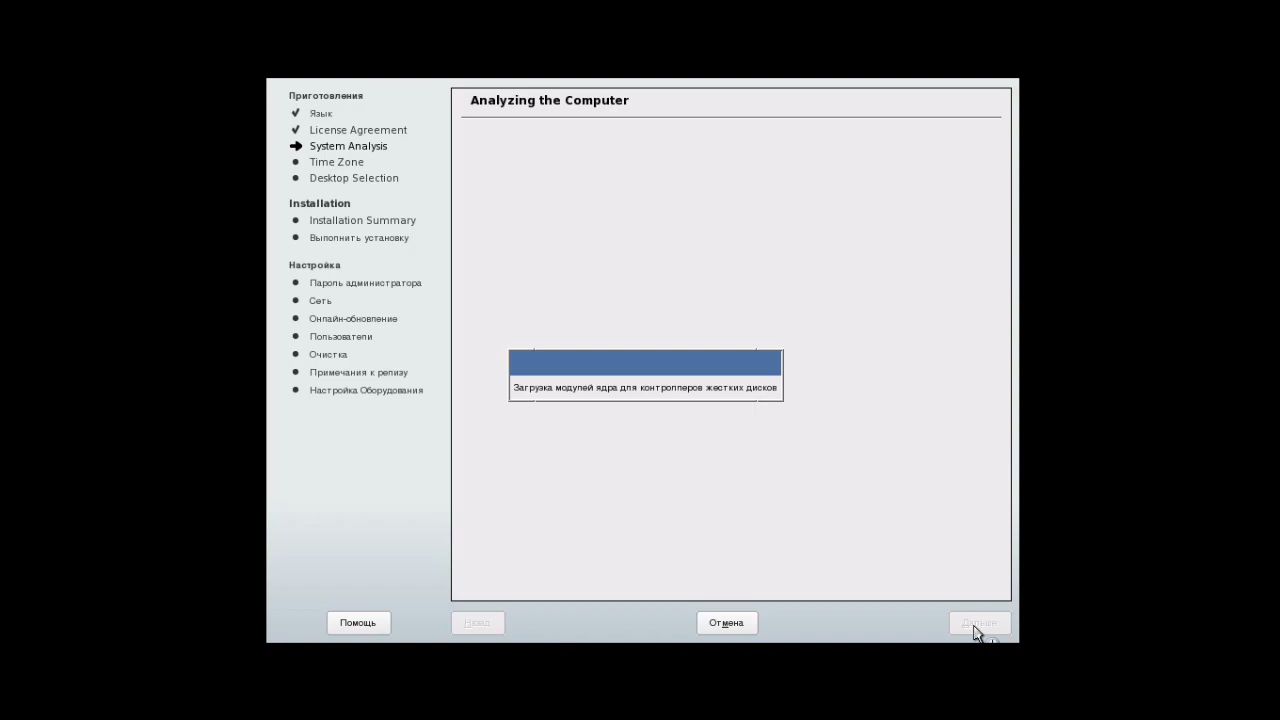 Приготовления
Язык
License Agreement
System Analysis
Time Zone
Desktop Selection
Installation
Installation Summary
Выполнить установку
Настройка
Пароль администратора
Сеть
Онлайн-обновление
Пользователи
Очистка
Примечания к релизу
Настройка Оборудования
Analyzing the Computer
Загрузка модулей ядра для контроллеров жестких дисков
Помощь
Назад
Отмена
Дальше